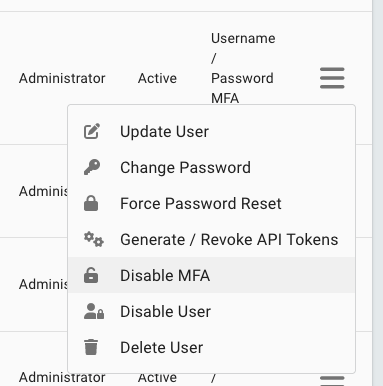 Username
/
Administrator Active Password
MFA
Update User
Change Password
Force Password Reset
Generate / Revoke API Tokens
Disable MFA
Disable User
Delete User
Adminis
Adminis
Administrator Active /